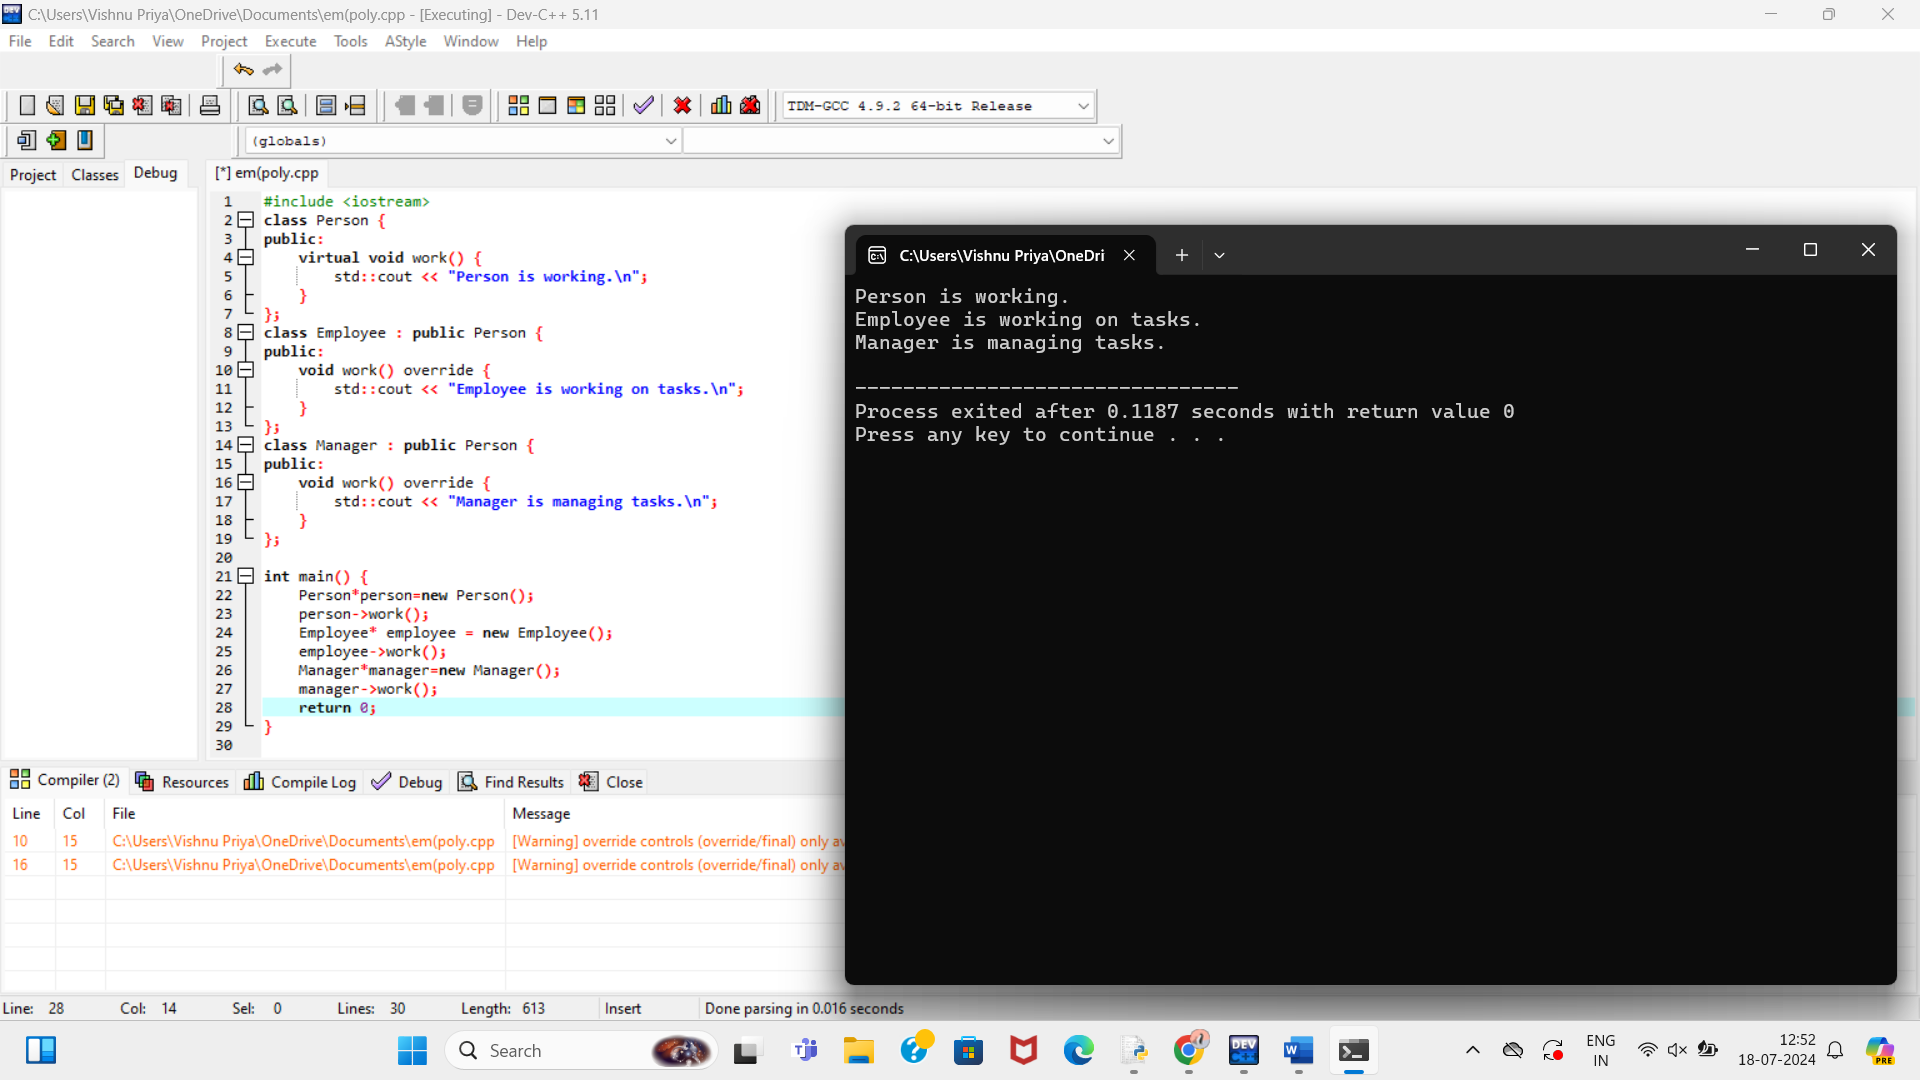 C:\Users\Vishnu Priya\OneDrive\Documents\em(poly.cpp - [Executing] - Dev-C++ 5.11
File Edit Search View Project Execute Tools AStyle Window Help
TDM-GCC 4.9.2 64-bit Release
(globals)
Project Classes Debug
[*] em(poly.cpp
1 #include <iostream>
2 class Person {
3 public:
4 virtual void work() {
5 std::cout << "Person is working.\n";
6 }
7 };
8 class Employee : public Person {
9 public:
10 void work() override {
11 std::cout << "Employee is working on tasks.\n";
12 }
13 };
14 class Manager : public Person {
15 public:
16 void work() override {
17 std::cout << "Manager is managing tasks.\n";
18 }
19 };
20
21 int main() {
22 Person*person=new Person();
23 person->work();
24 Employee* employee = new Employee();
25 employee->work();
26 Manager*manager=new Manager();
27 manager->work();
28 return 0;
29 }
30
C:\Users\Vishnu Priya\OneDri
Person is working.
Employee is working on tasks.
Manager is managing tasks.
--------------------------------
Process exited after 0.1187 seconds with return value 0
Press any key to continue . . .
Compiler (2) Resources Compile Log Debug Find Results Close
Line Col File Message
10 15 C:\Users\Vishnu Priya\OneDrive\Documents\em(poly.cpp [Warning] override controls (override/final) only
16 15 C:\Users\Vishnu Priya\OneDrive\Documents\em(poly.cpp [Warning] override controls (override/final) only
Line: 28 Col: 14 Sel: 0 Lines: 30 Length: 613 Insert Done parsing in 0.016 seconds
Search
DEV
ENG
IN
12:52
18-07-2024
PRE